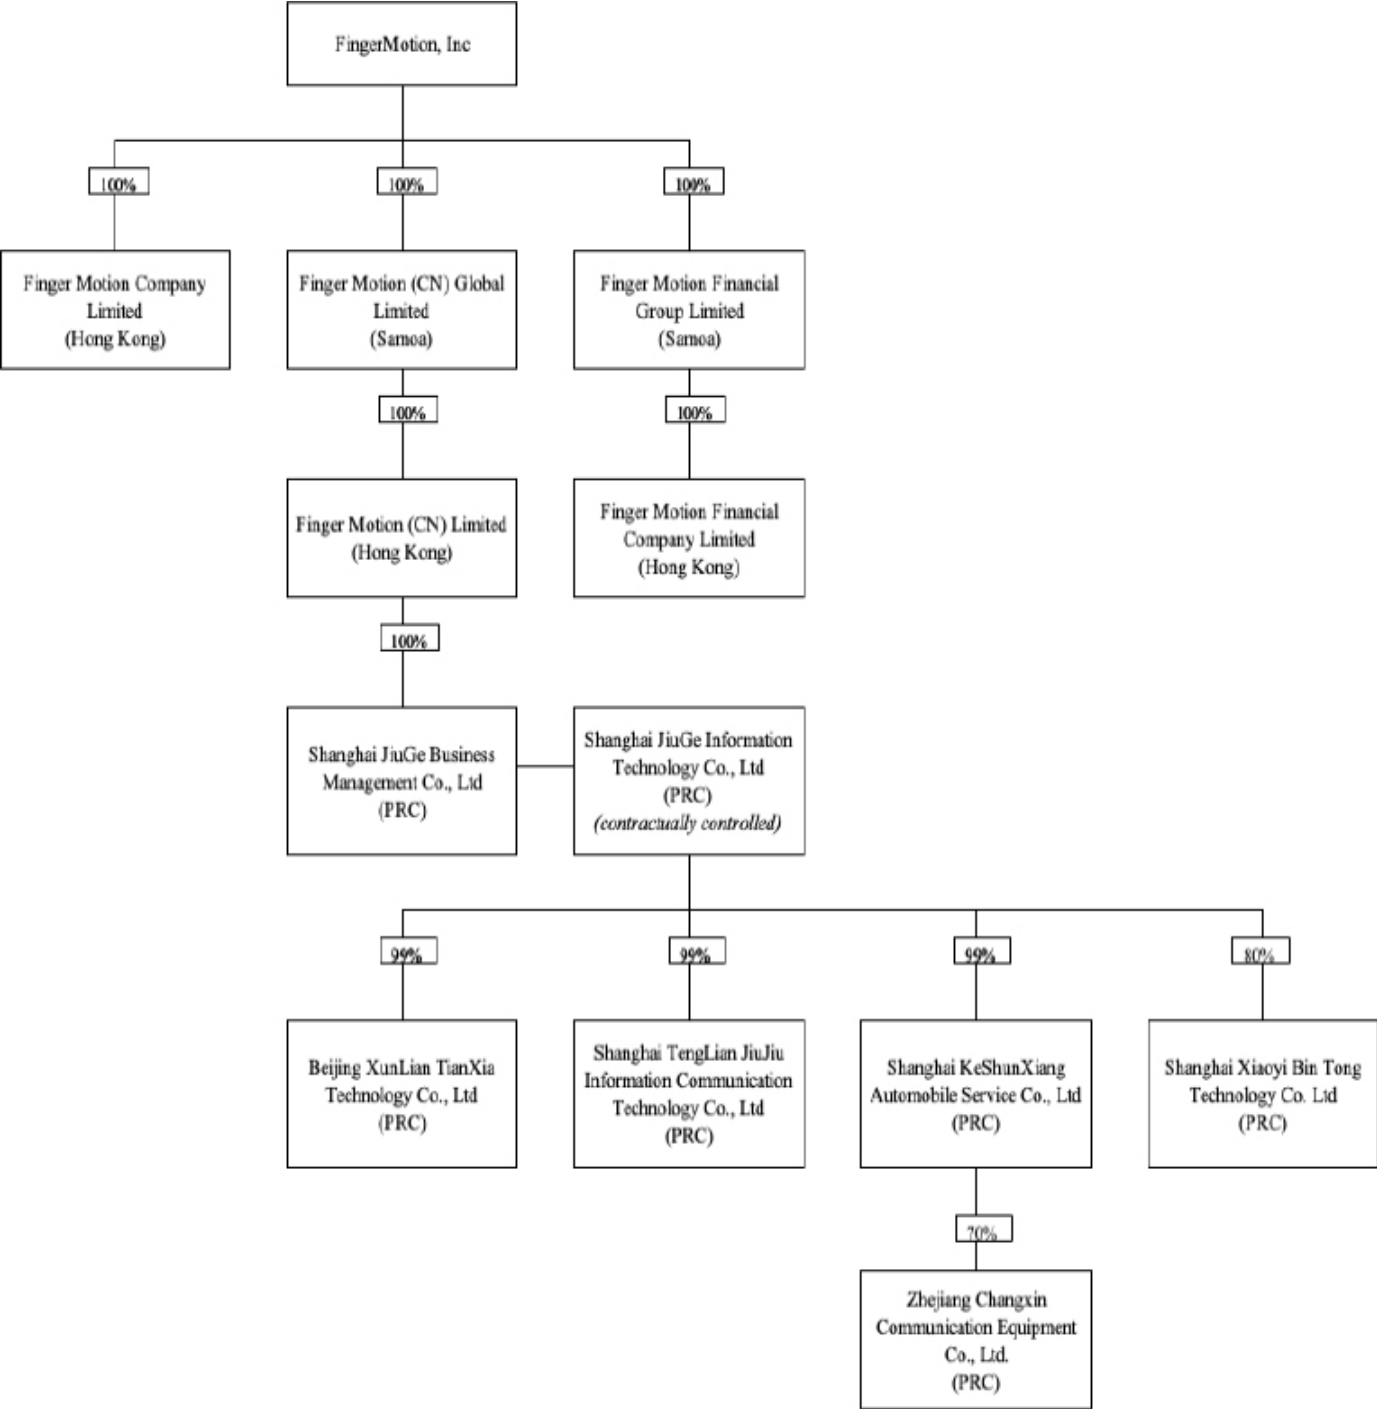 FingerMotion, Inc
100%
100%
100%
Finger Motion Company
Limited
(Hong Kong)
Finger Motion (CN) Global
Limited
(Samoa)
Finger Motion Financial
Group Limited
(Samoa)
100%
100%
Finger Motion (CN) Limited
(Hong Kong)
Finger Motion Financial
Company Limited
(Hong Kong)
100%
Shanghai JiuGe Business
Management Co., Ltd
(PRC)
Shanghai JiuGe Information
Technology Co., Ltd
(PRC)
(contractually controlled)
99%
99%
99%
80%
Beijing XunLian TianXia
Technology Co., Ltd
(PRC)
Shanghai TengLian JiuJiu
Information Communication
Technology Co., Ltd
(PRC)
Shanghai KeShunXiang
Automobile Service Co., Ltd
(PRC)
Shanghai Xiaoyi Bin Tong
Technology Co. Ltd
(PRC)
70%
Zhejiang Changxin
Communication Equipment
Co., Ltd.
(PRC)